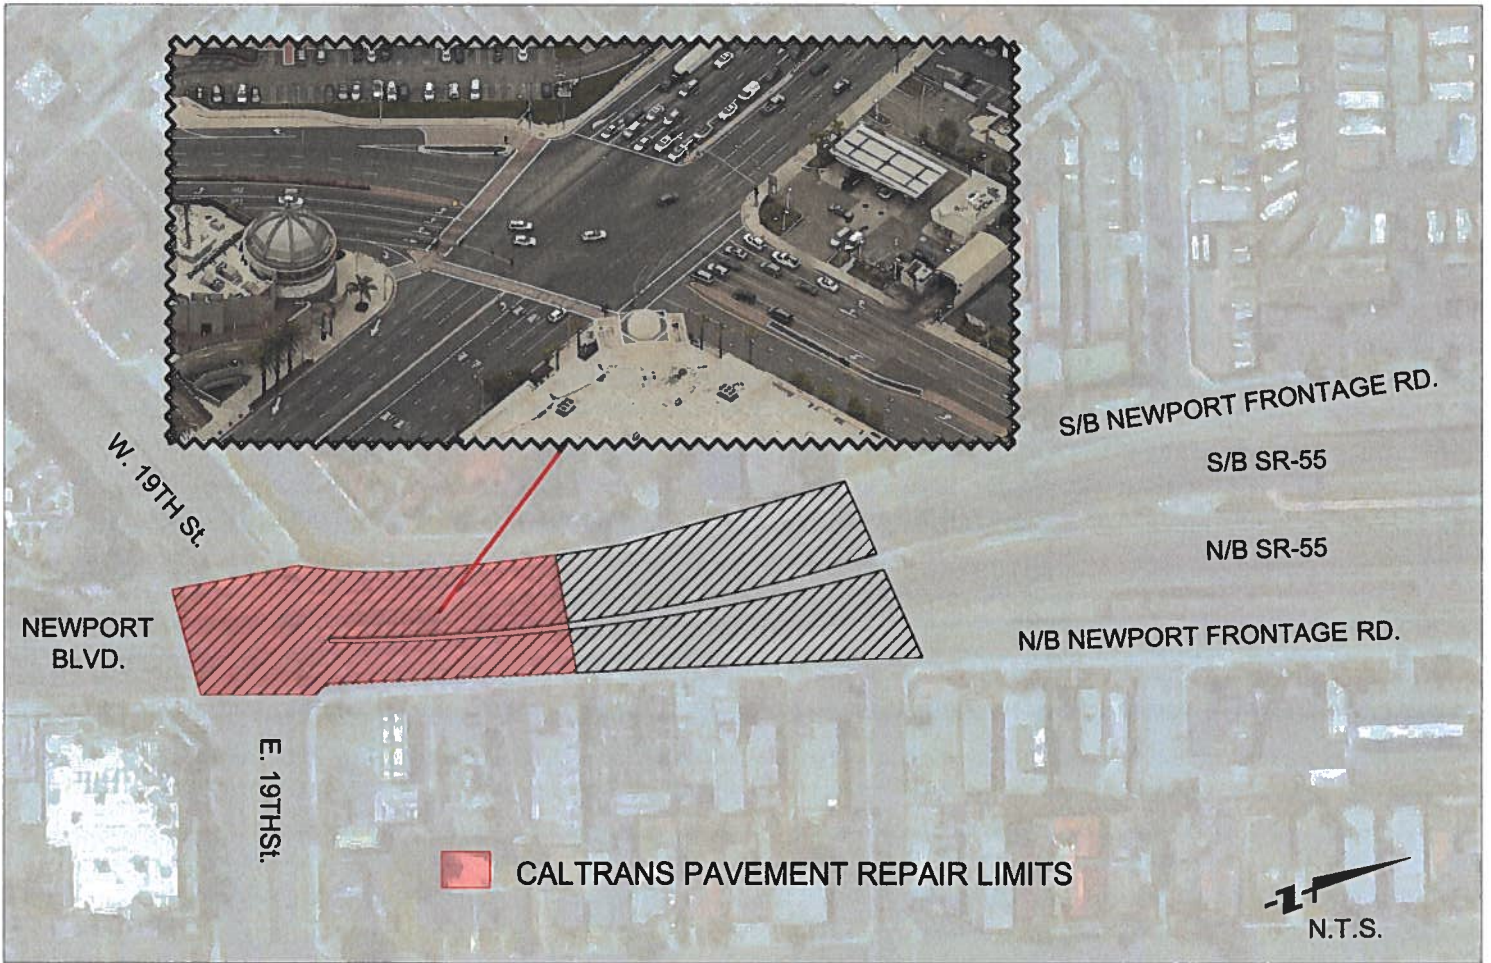 S/B NEWPORT FRONTAGE RD.
S/B SR-55
W. 19TH St.
N/B SR-55
NEWPORT
BLVD.
N/B NEWPORT FRONTAGE RD.
E. 19THSt.
CALTRANS PAVEMENT REPAIR LIMITS
N.T.S.